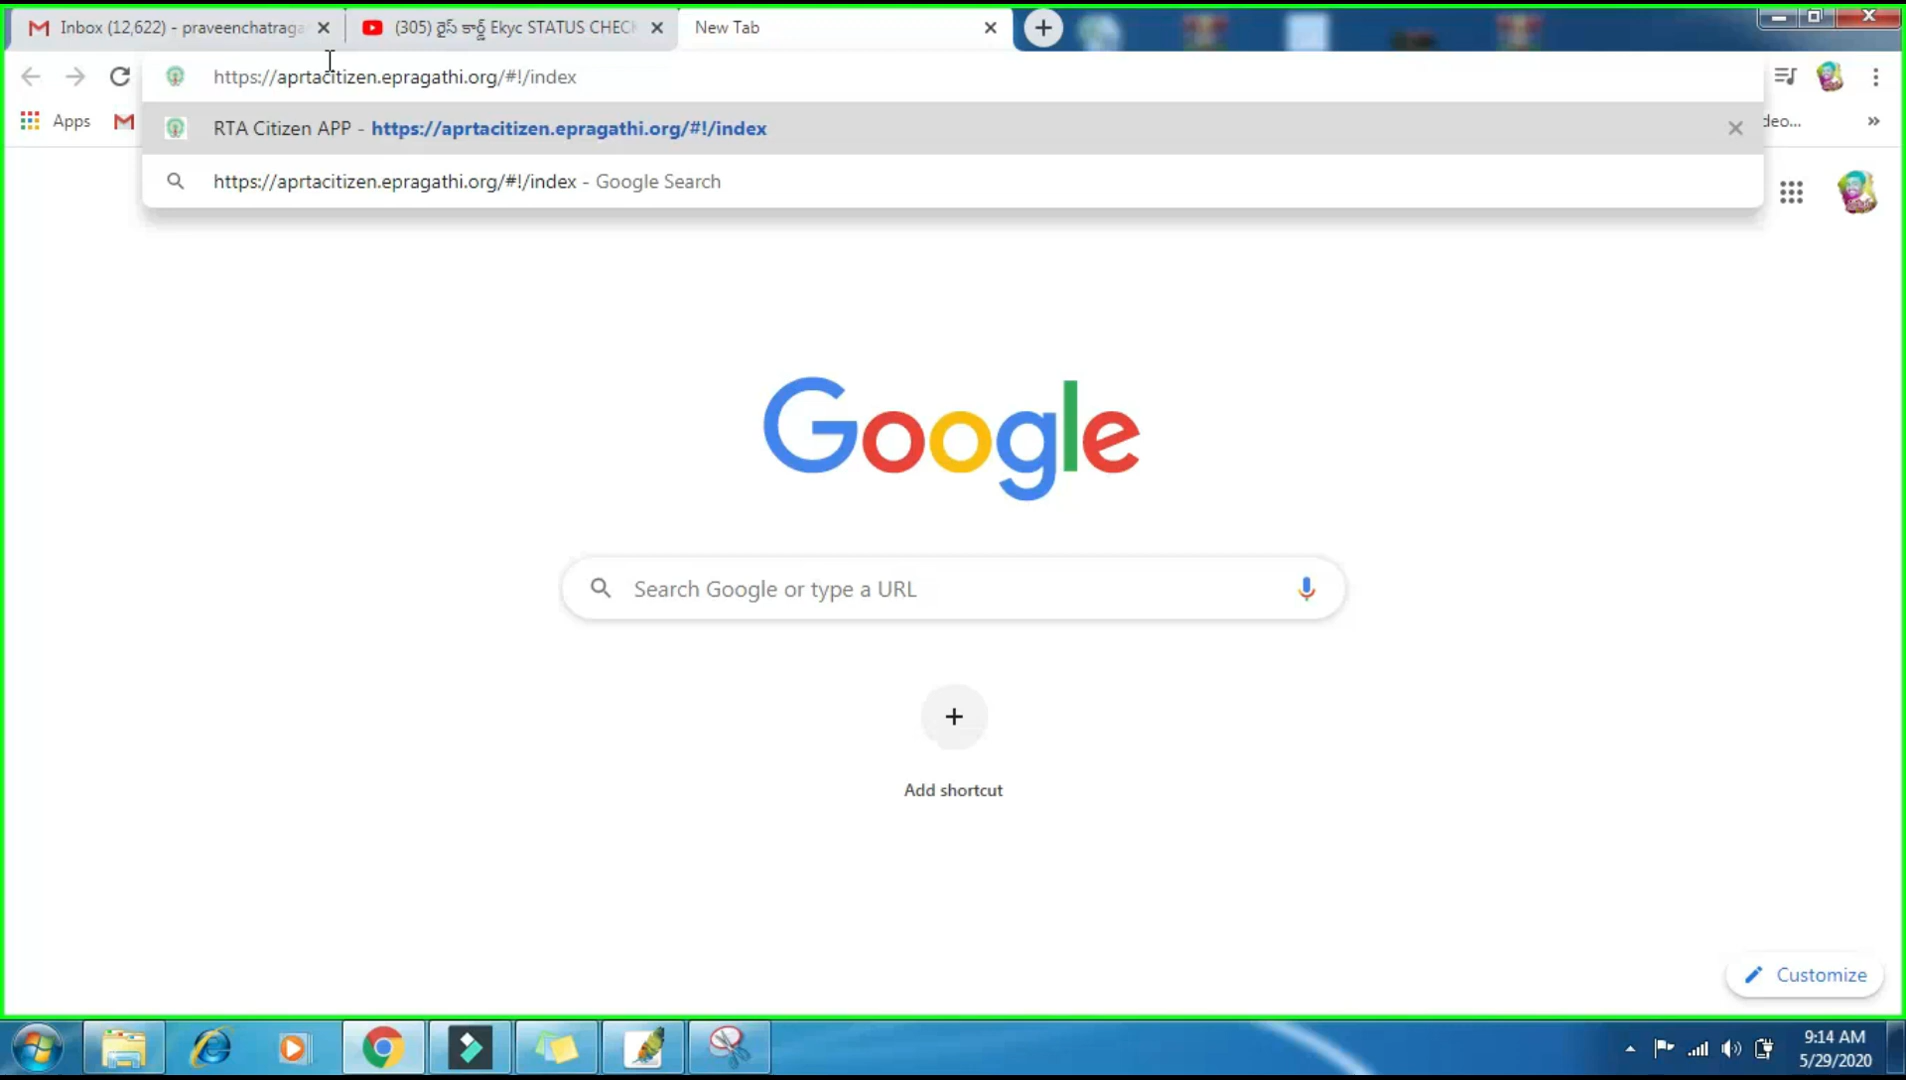 Inbox (12,622) - praveenchatraga
(305) రైస్ కార్డ్ Ekyc STATUS CHECK
New Tab
https://aprtacitizen.epragathi.org/#!/index
Apps
RTA Citizen APP - https://aprtacitizen.epragathi.org/#!/index
deo...
https://aprtacitizen.epragathi.org/#!/index - Google Search
Google
Search Google or type a URL
Add shortcut
Customize
9:14 AM
5/29/2020